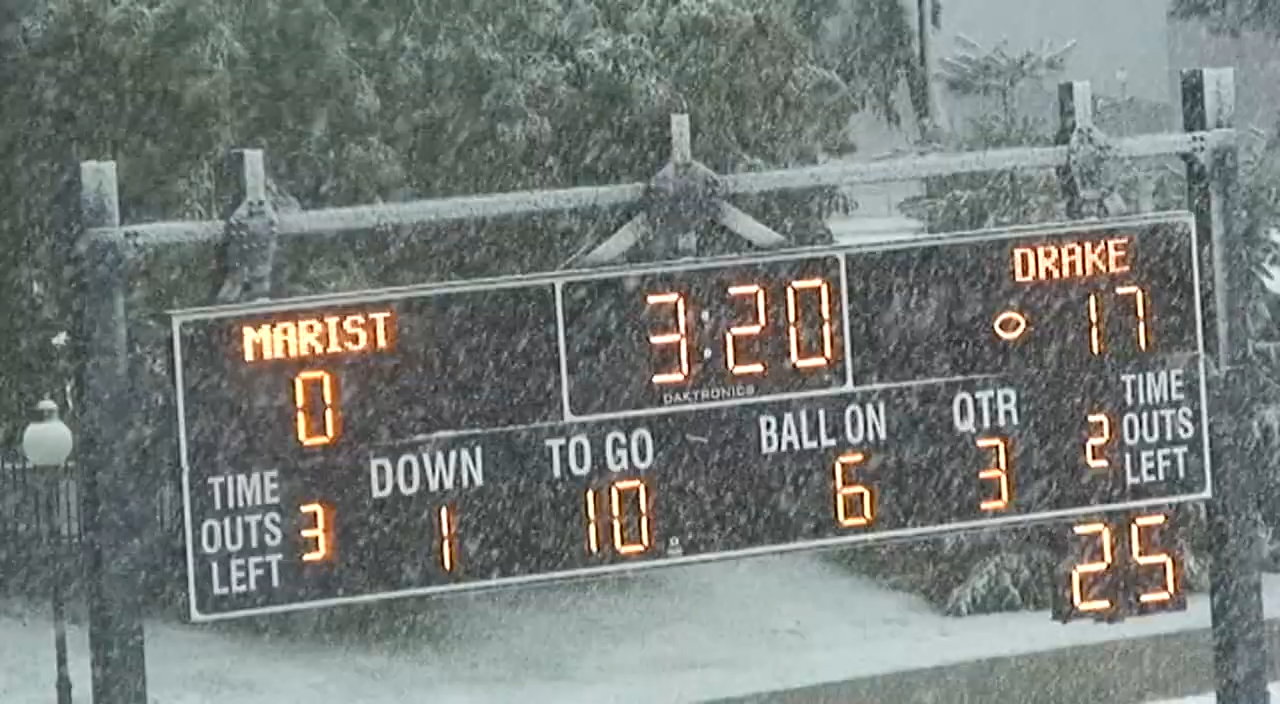 MARIST
0
3:20
DAKTRONICS
DRAKE
17
TIME
OUTS
LEFT
3
DOWN
1
TO GO
10
BALL ON
6
QTR
3
2
TIME
OUTS
LEFT
25